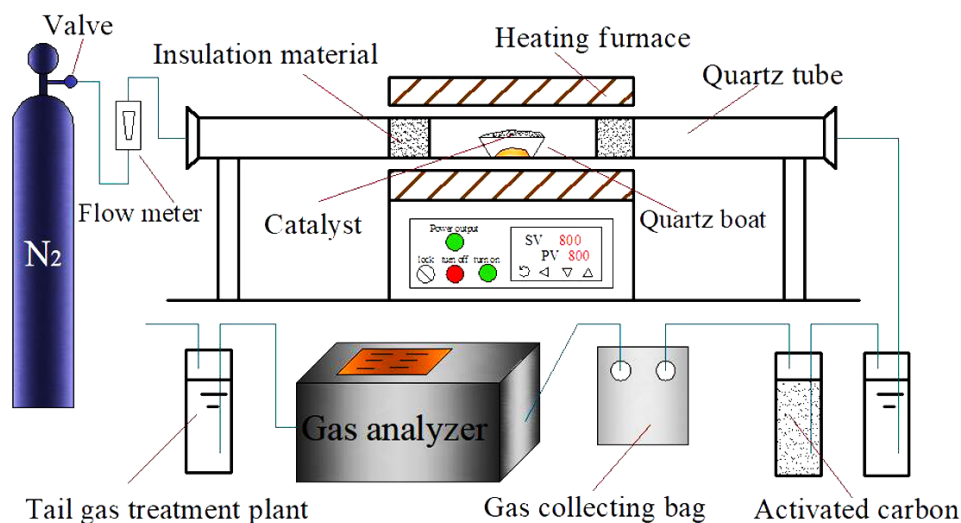 Valve
Insulation material
Heating furnace
Quartz tube
Flow meter
Catalyst
Quartz boat
N2
Power output
lock
turn off
turn on
SV 800
PV 800
Gas analyzer
Tail gas treatment plant
Gas collecting bag
Activated carbon